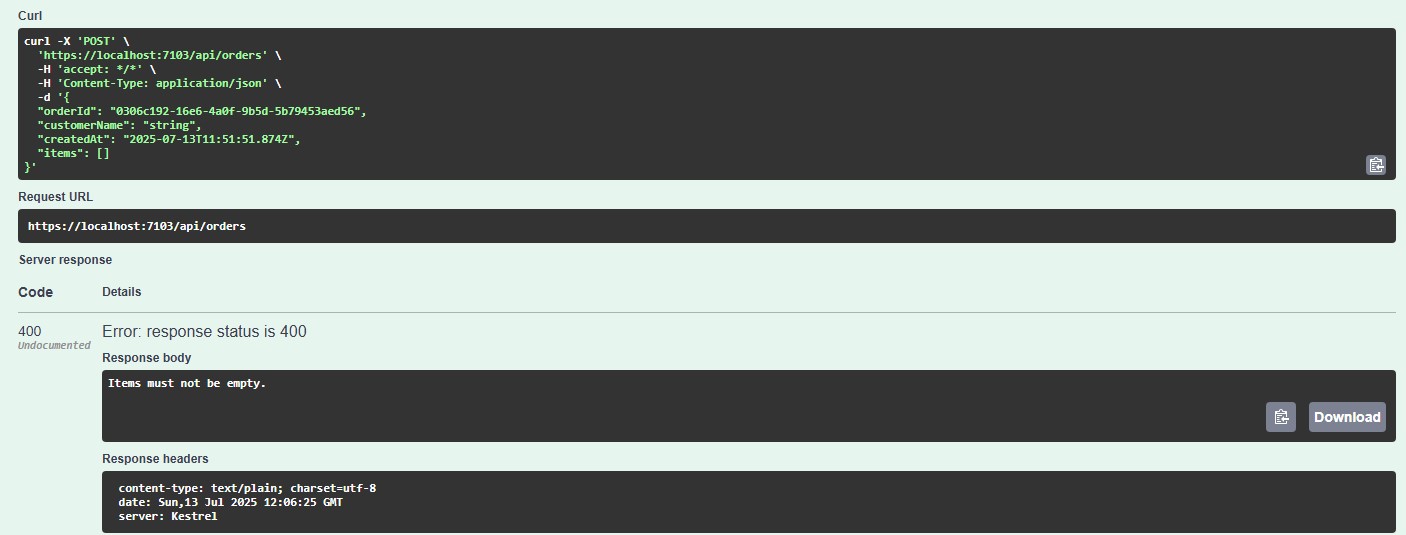 Curl
curl -X 'POST' \
  'https://localhost:7103/api/orders' \
  -H 'accept: */*' \
  -H 'Content-Type: application/json' \
  -d '{
  "orderId": "0306c192-16e6-4a0f-9b5d-5b79453aed56",
  "customerName": "string",
  "createdAt": "2025-07-13T11:51:51.874Z",
  "items": []
}'
Request URL
https://localhost:7103/api/orders
Server response
Code Details
400 Error: response status is 400
Undocumented
Response body
Items must not be empty.
Download
Response headers
content-type: text/plain; charset=utf-8
date: Sun,13 Jul 2025 12:06:25 GMT
server: Kestrel